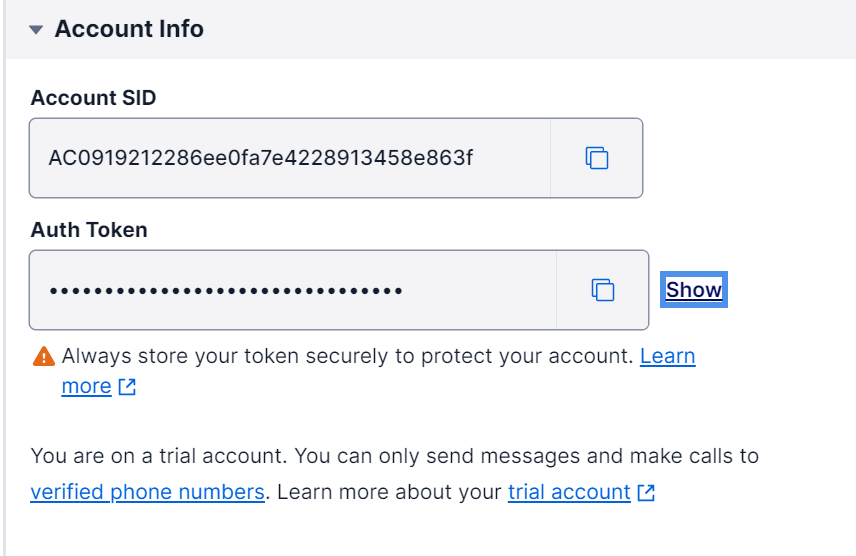 Account Info
Account SID
AC0919212286ee0fa7e4228913458e863f
Auth Token
••••••••••••••••••••••••••••••••
Show
Always store your token securely to protect your account. Learn
more
You are on a trial account. You can only send messages and make calls to
verified phone numbers. Learn more about your trial account